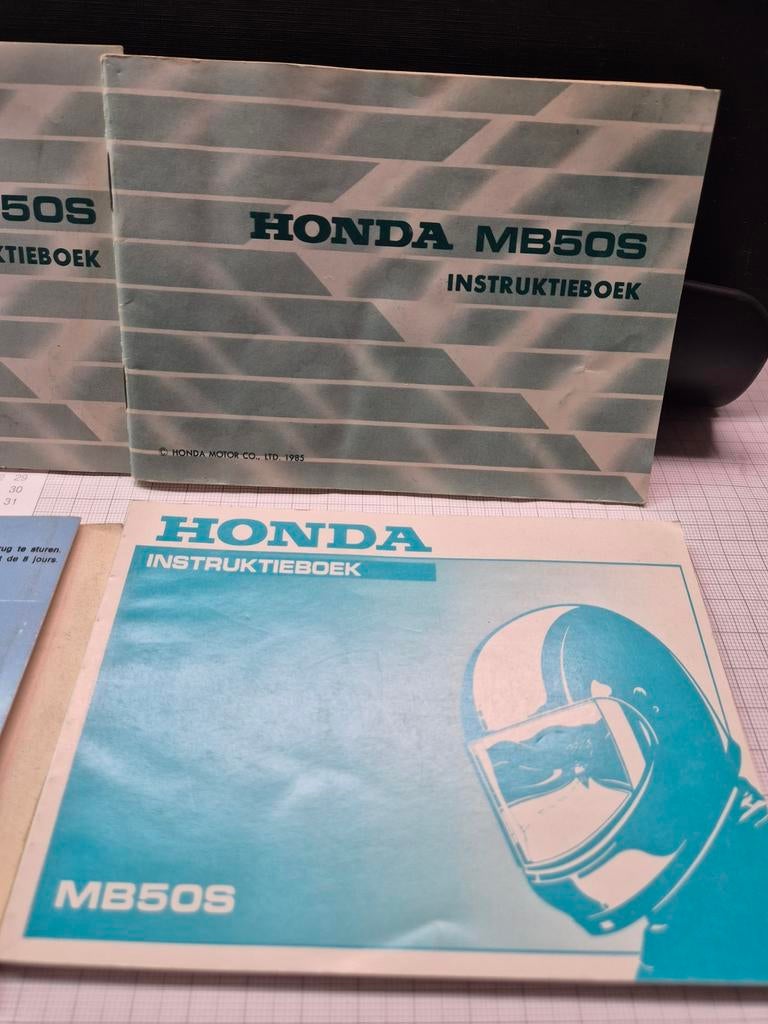 50S
KTIEBOEK
HONDA MB50S
INSTRUKTIEBOEK
© HONDA MOTOR CO., LTD. 1985
29
30
31
rug te sturen.
t de 8 jours.
HONDA
INSTRUKTIEBOEK
MB50S